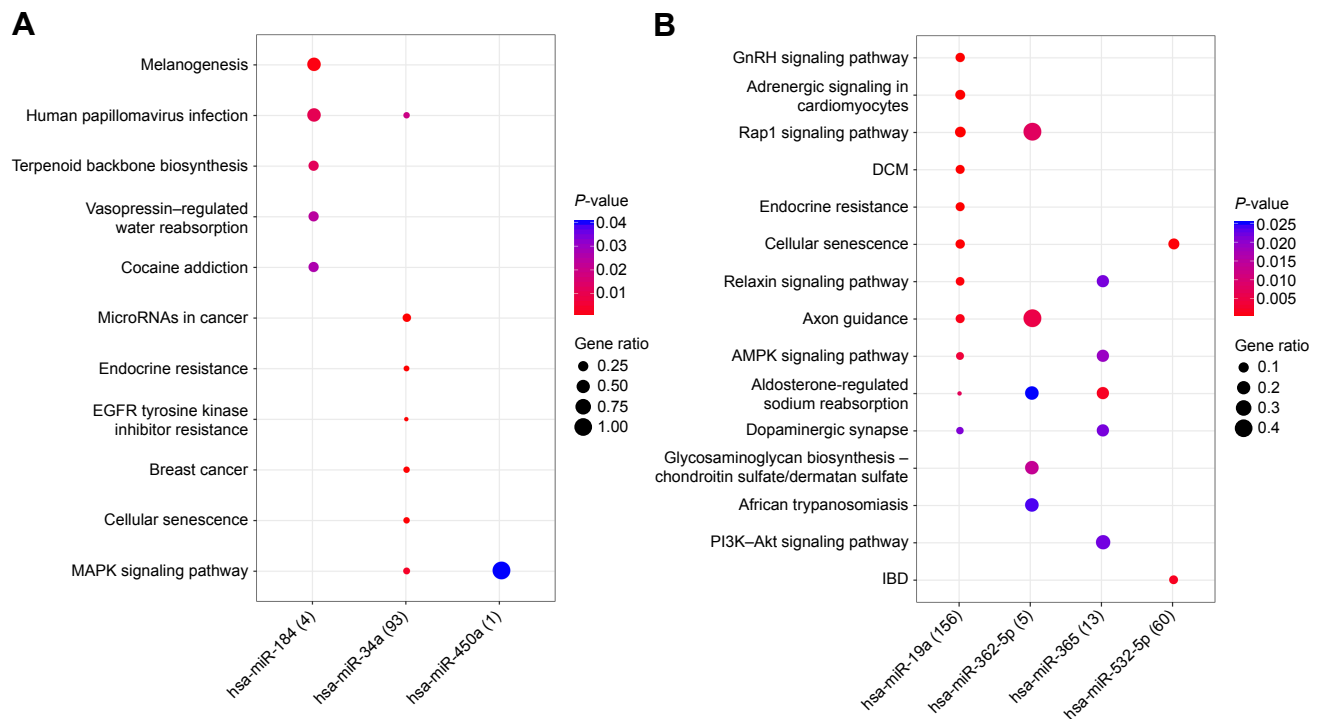 A
Melanogenesis
Human papillomavirus infection
Terpenoid backbone biosynthesis
Vasopressin–regulated
water reabsorption
Cocaine addiction
MicroRNAs in cancer
Endocrine resistance
EGFR tyrosine kinase
inhibitor resistance
Breast cancer
Cellular senescence
MAPK signaling pathway
hsa-miR-184 (4)
hsa-miR-34a (93)
hsa-miR-450a (1)
P-value
0.04
0.03
0.02
0.01
Gene ratio
0.25
0.50
0.75
1.00
B
GnRH signaling pathway
Adrenergic signaling in
cardiomyocytes
Rap1 signaling pathway
DCM
Endocrine resistance
Cellular senescence
Relaxin signaling pathway
Axon guidance
AMPK signaling pathway
Aldosterone-regulated
sodium reabsorption
Dopaminergic synapse
Glycosaminoglycan biosynthesis –
chondroitin sulfate/dermatan sulfate
African trypanosomiasis
PI3K–Akt signaling pathway
IBD
hsa-miR-19a (156)
hsa-miR-362-5p (5)
hsa-miR-365 (13)
hsa-miR-532-5p (60)
P-value
0.025
0.020
0.015
0.010
0.005
Gene ratio
0.1
0.2
0.3
0.4